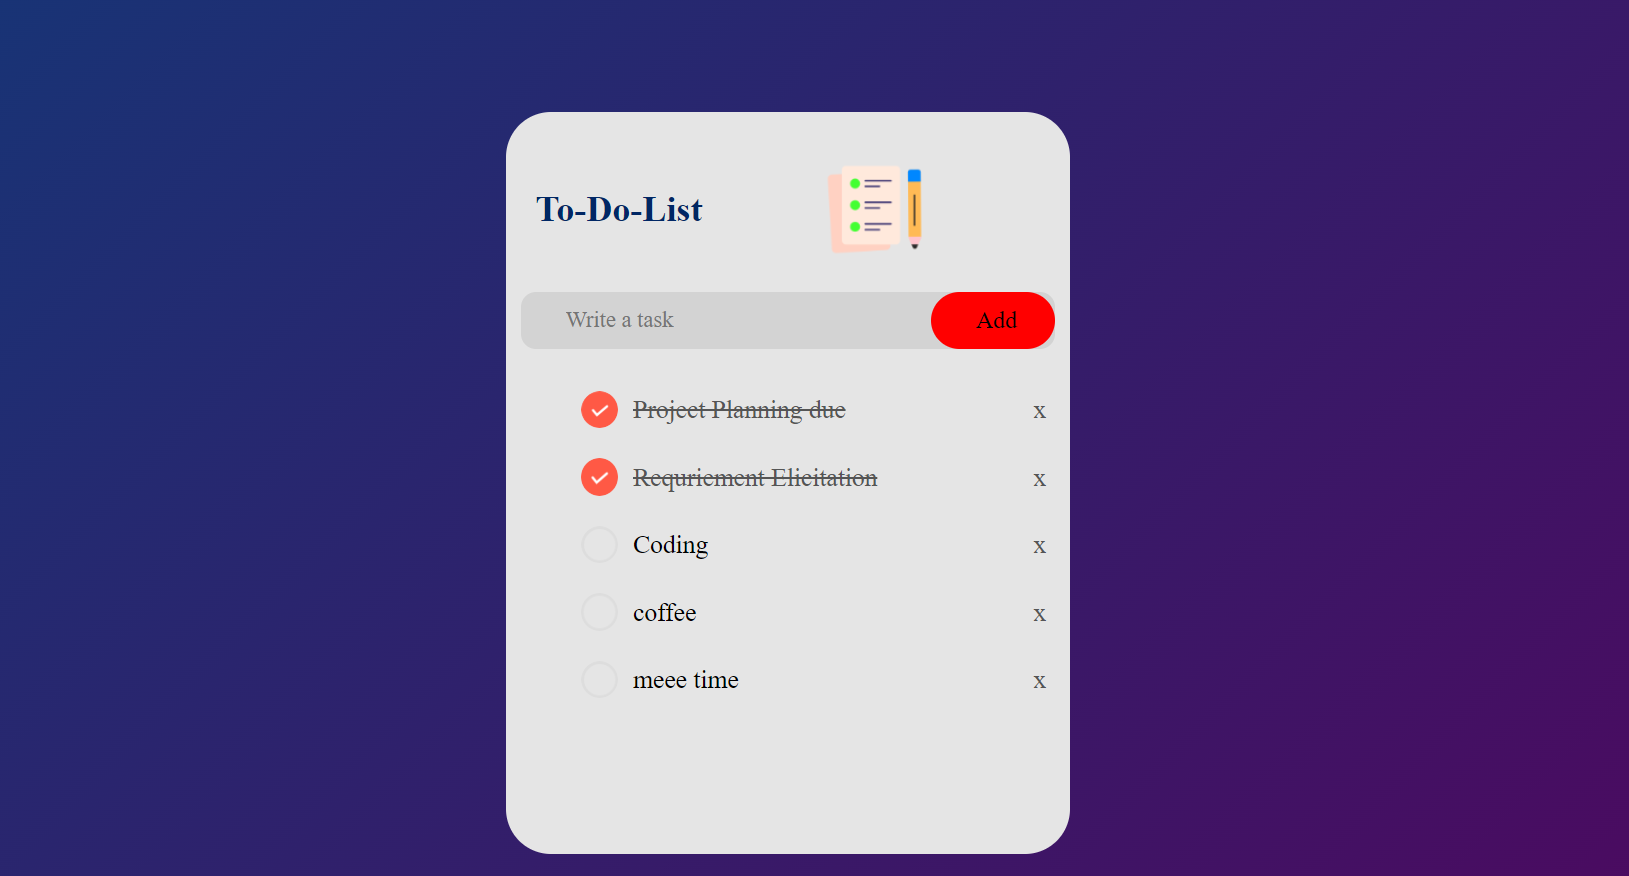 To-Do-List
Write a task Add
Project Planning due x
Requriement Elicitation x
Coding x
coffee x
meee time x